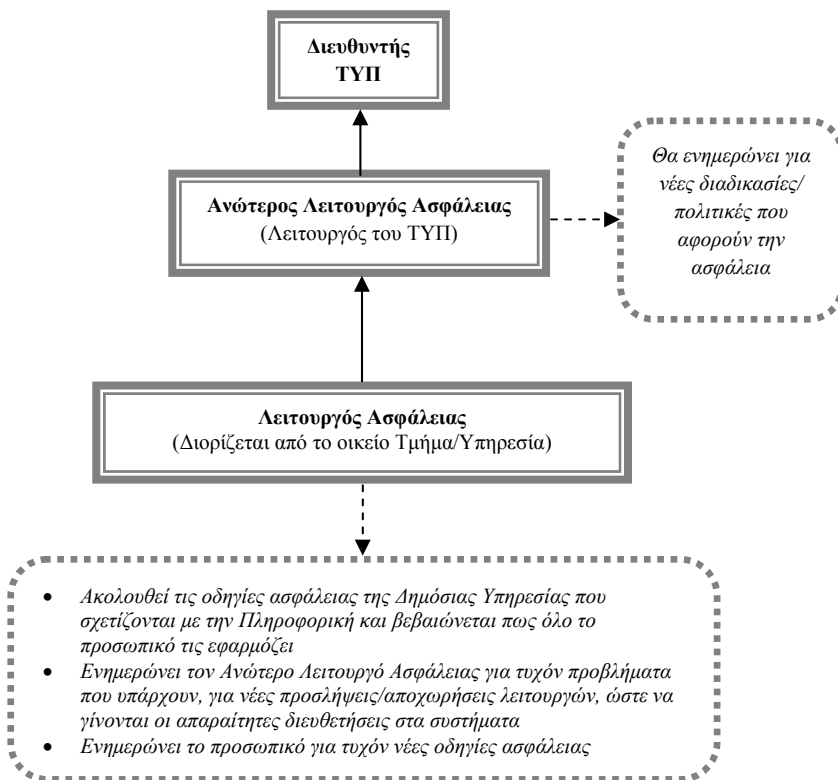 Διευθυντής
ΤΥΠ
Ανώτερος Λειτουργός Ασφάλειας
(Λειτουργός του ΤΥΠ)
Θα ενημερώνει για
νέες διαδικασίες/
πολιτικές που
αφορούν την
ασφάλεια
Λειτουργός Ασφάλειας
(Διορίζεται από το οικείο Τμήμα/Υπηρεσία)
• Ακολουθεί τις οδηγίες ασφάλειας της Δημόσιας Υπηρεσίας που
σχετίζονται με την Πληροφορική και βεβαιώνεται πως όλο το
προσωπικό τις εφαρμόζει
• Ενημερώνει τον Ανώτερο Λειτουργό Ασφάλειας για τυχόν προβλήματα
που υπάρχουν, για νέες προσλήψεις/αποχωρήσεις λειτουργών, ώστε να
γίνονται οι απαραίτητες διευθετήσεις στα συστήματα
• Ενημερώνει το προσωπικό για τυχόν νέες οδηγίες ασφάλειας